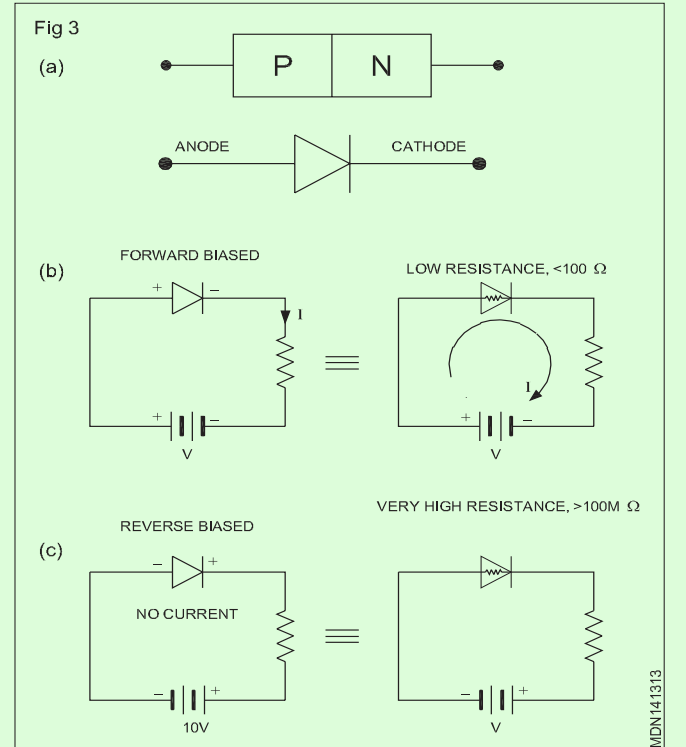 Fig 3
(a)
P N
ANODE CATHODE
(b)
FORWARD BIASED
+ −
I
+ −
V
LOW RESISTANCE, <100 Ω
I
+ −
V
(c)
REVERSE BIASED
− +
NO CURRENT
− +
10V
VERY HIGH RESISTANCE, >100M Ω
− +
V
MDN141313